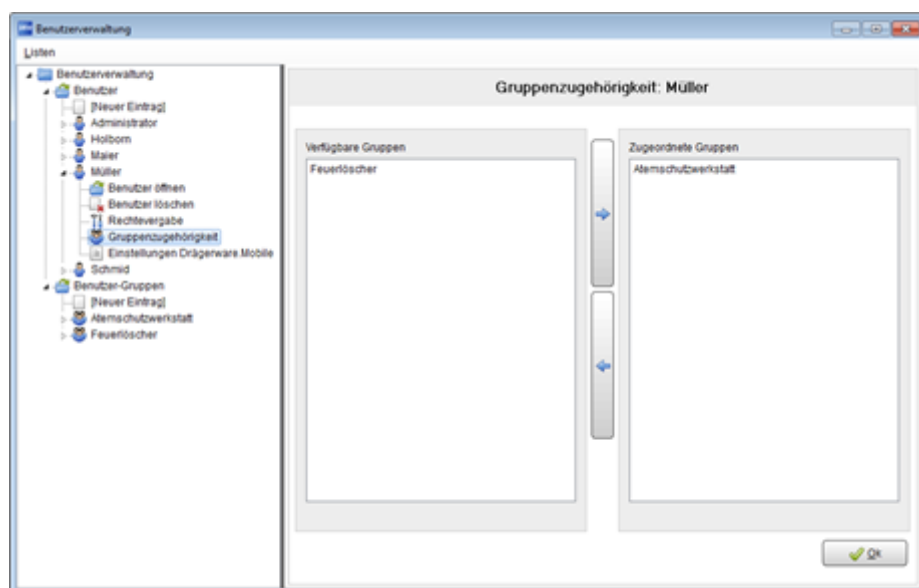 Benutzerverwaltung
Listen
Benutzerverwaltung
Benutzer
[Neuer Eintrag]
Administrator
Holborn
Maier
Müller
Benutzer öffnen
Benutzer löschen
Rechtevergabe
Gruppenzugehörigkeit
Einstellungen Drägerware.Mobile
Schmid
Benutzer-Gruppen
[Neuer Eintrag]
Atemschutzwerkstatt
Feuerlöscher
Gruppenzugehörigkeit: Müller
Verfügbare Gruppen
Feuerlöscher
Zugeordnete Gruppen
Atemschutzwerkstatt
Ok